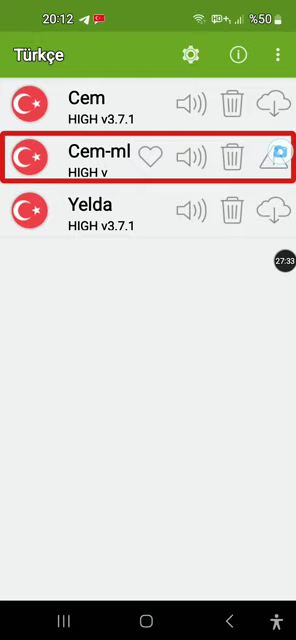 20:12 %50
Türkçe
Cem
HIGH v3.7.1
Cem-ml
HIGH v
Yelda
HIGH v3.7.1
27:33